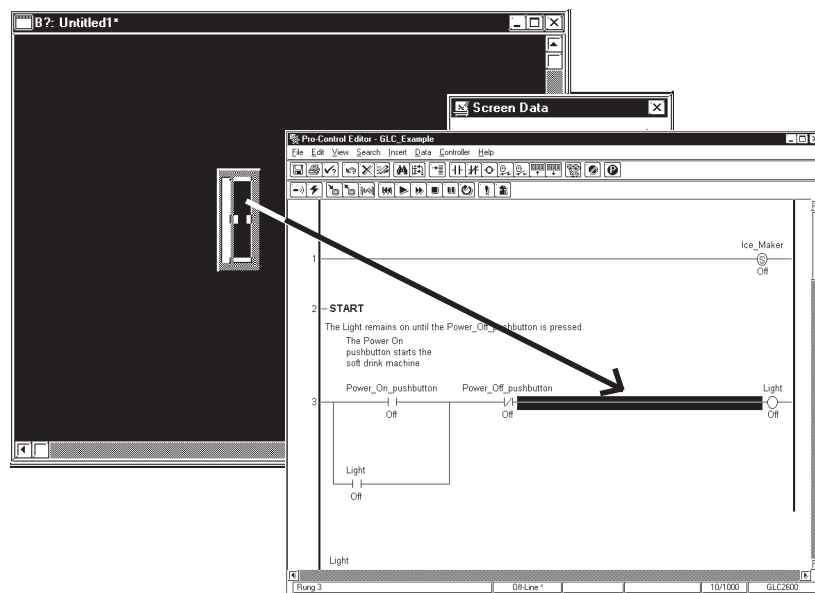 B?: Untitled1*
Screen Data
Pro-Control Editor - GLC_Example
File Edit View Search Insert Data Controller Help
Ice_Maker
S
1
Off
2 START
The Light remains on until the Power_Off_pushbutton is pressed.
The Power On
pushbutton starts the
soft drink machine
Power_On_pushbutton Power_Off_pushbutton Light
3
Off Off Off
Light
Off
Light
Rung 3 Off-Line * 10/1000 GLC2600